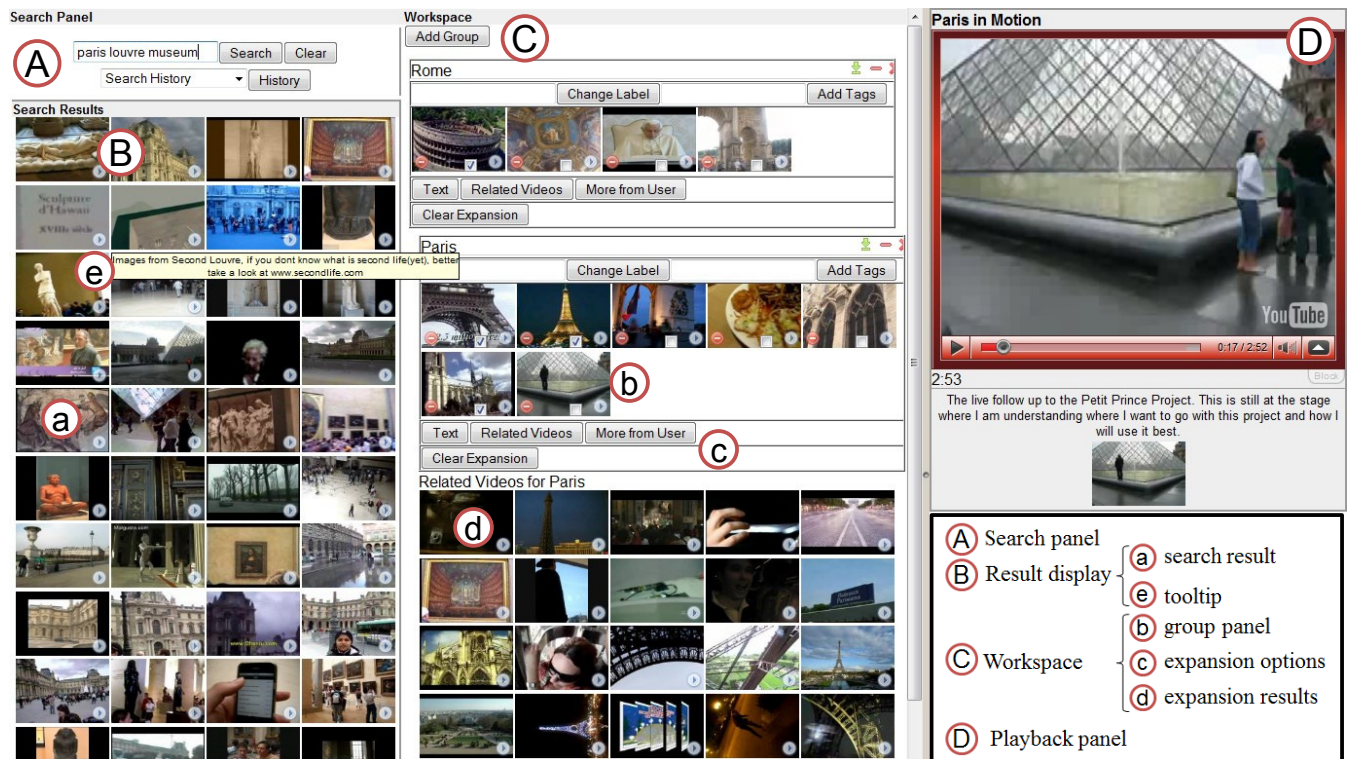 Search Panel
A
paris louvre museum
Search
Clear
Search History
History
Search Results
B
Sculpture
d'Hawaii
XVIIIe siècle
e
Images from Second Louvre, if you dont know what is second life(yet), better
take a look at www.secondlife.com
a
Workspace
Add Group
C
Rome
Change Label
Add Tags
Text
Related Videos
More from User
Clear Expansion
Paris
Change Label
Add Tags
b
Text
Related Videos
More from User
c
Clear Expansion
Related Videos for Paris
d
Paris in Motion
D
YouTube
0:17 / 2:52
2:53
Block
The live follow up to the Petit Prince Project. This is still at the stage
where I am understanding where I want to go with this project and how I
will use it best.
A Search panel
B Result display
a search result
e tooltip
C Workspace
b group panel
c expansion options
d expansion results
D Playback panel